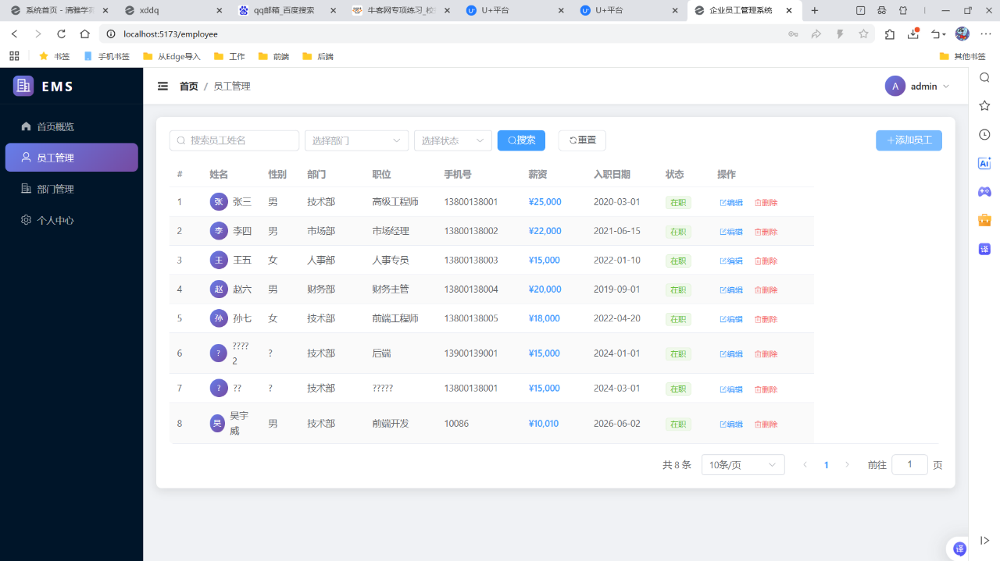 系统首页 - 清雅学苑
xddq
qq邮箱_百度搜索
牛客网专项练习_校
U+平台
U+平台
企业员工管理系统
localhost:5173/employee
书签
手机书签
从Edge导入
工作
前端
后端
其他书签
EMS
首页 / 员工管理
A admin
首页概览
员工管理
部门管理
个人中心
搜索员工姓名 选择部门 选择状态 搜索 重置 +添加员工
# 姓名 性别 部门 职位 手机号 薪资 入职日期 状态 操作
1 张 张三 男 技术部 高级工程师 13800138001 ¥25,000 2020-03-01 在职 编辑 删除
2 李 李四 男 市场部 市场经理 13800138002 ¥22,000 2021-06-15 在职 编辑 删除
3 王 王五 女 人事部 人事专员 13800138003 ¥15,000 2022-01-10 在职 编辑 删除
4 赵 赵六 男 财务部 财务主管 13800138004 ¥20,000 2019-09-01 在职 编辑 删除
5 孙 孙七 女 技术部 前端工程师 13800138005 ¥18,000 2022-04-20 在职 编辑 删除
6 ? ????2 ? 技术部 后端 13900139001 ¥15,000 2024-01-01 在职 编辑 删除
7 ? ?? ? 技术部 ????? 13800138001 ¥15,000 2024-03-01 在职 编辑 删除
8 吴 吴宇威 男 技术部 前端开发 10086 ¥10,010 2026-06-02 在职 编辑 删除
共 8 条 10条/页 1 前往 1 页
Ai
译
译